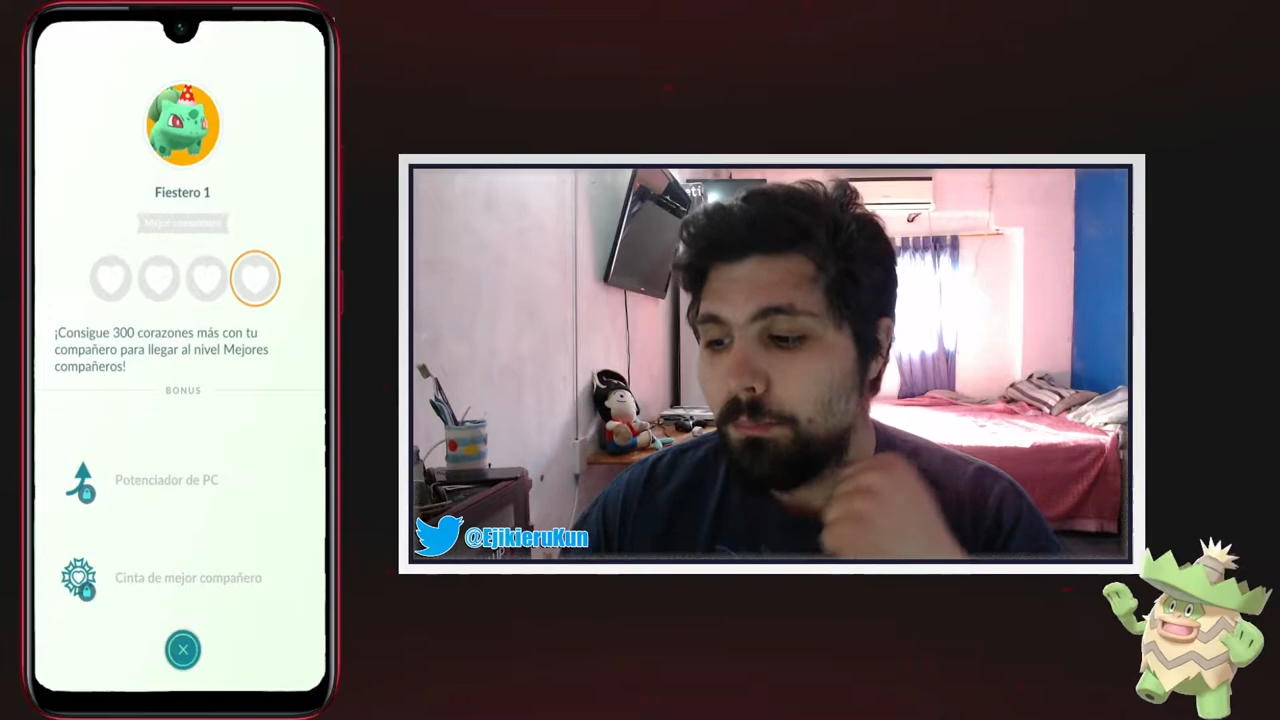 Fiestero 1
Mejor compañero
¡Consigue 300 corazones más con tu
compañero para llegar al nivel Mejores
compañeros!
BONUS
Potenciador de PC
Cinta de mejor compañero
@EjikieruKun